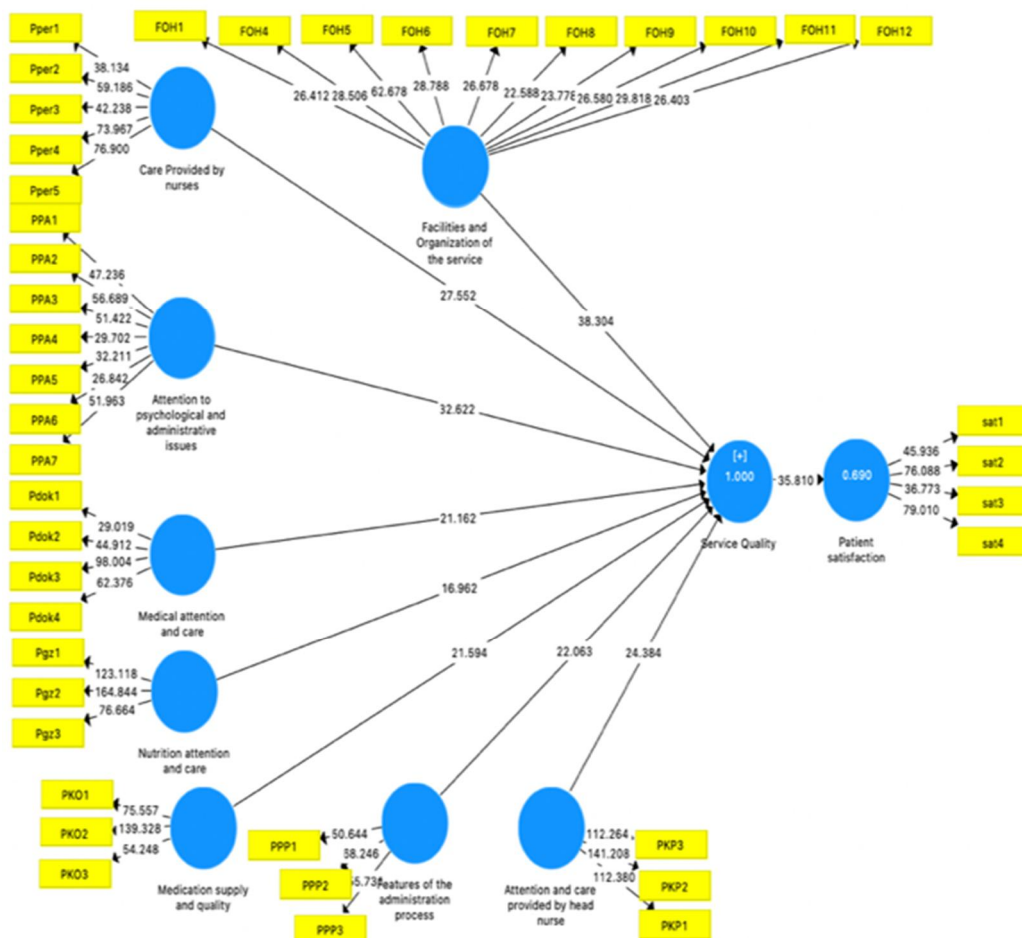 Pper1
Pper2
Pper3
Pper4
Pper5
38.134
59.186
42.238
73.967
76.900
Care Provided by
nurses
FOH1
FOH4
FOH5
FOH6
FOH7
FOH8
FOH9
FOH10
FOH11
FOH12
26.412
28.506
62.678
28.788
26.678
22.588
23.778
26.580
29.818
26.403
Facilities and
Organization of
the service
PPA1
PPA2
PPA3
PPA4
PPA5
PPA6
PPA7
47.236
56.689
51.422
29.702
32.211
26.842
51.963
Attention to
psychological and
administrative
issues
27.552
38.304
32.622
21.162
16.962
21.594
22.063
24.384
[+]
1.000
Service Quality
35.810
0.690
Patient
satisfaction
45.936
76.088
36.773
79.010
sat1
sat2
sat3
sat4
Pdok1
Pdok2
Pdok3
Pdok4
29.019
44.912
98.004
62.376
Medical attention
and care
Pgz1
Pgz2
Pgz3
123.118
164.844
76.664
Nutrition attention
and care
PKO1
PKO2
PKO3
75.557
139.328
54.248
Medication supply
and quality
PPP1
PPP2
PPP3
50.644
Features of the
administration
process
112.264
141.208
112.380
PKP3
PKP2
PKP1
Attention and care
provided by head
nurse